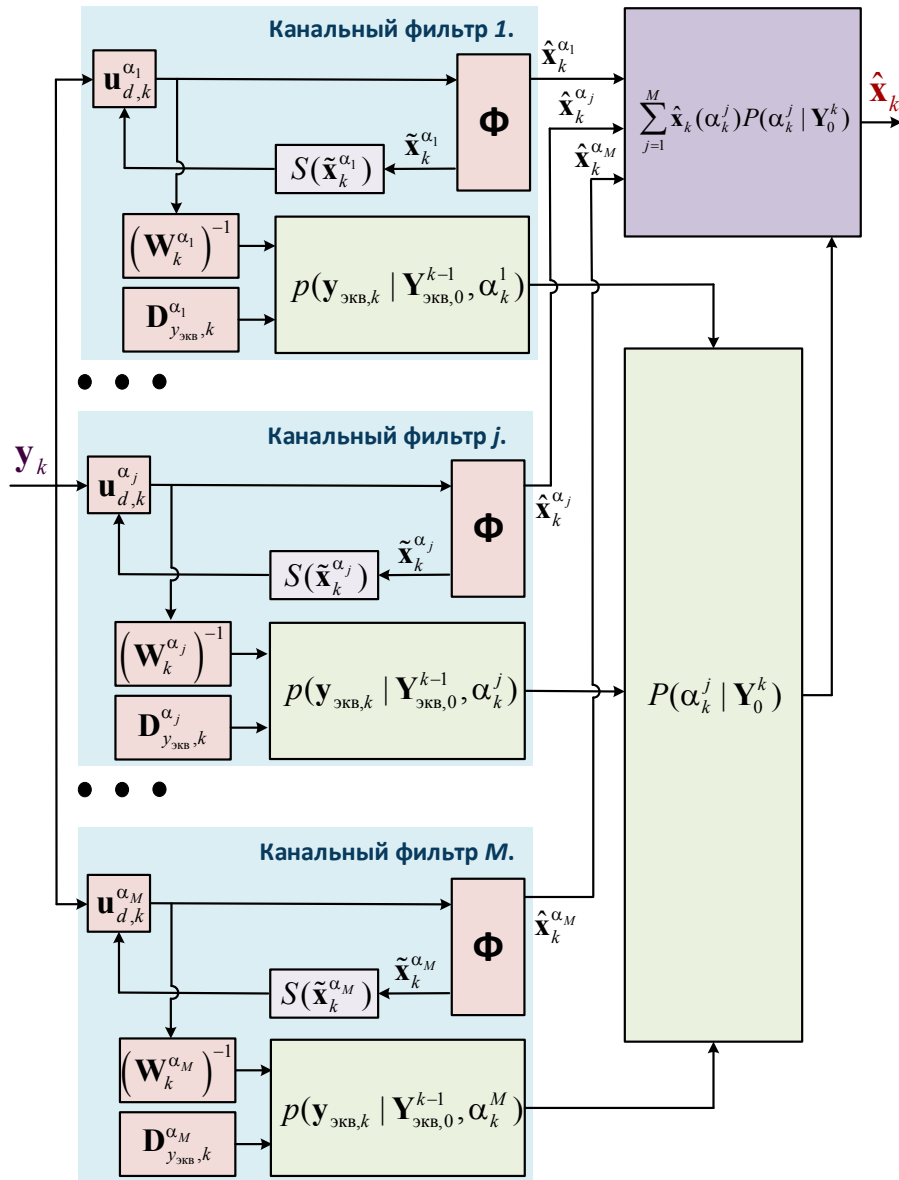 Канальный фильтр 1.
u_{d,k}^{α_1}
Φ
x̂_k^{α_1}
x̃_k^{α_1}
S(x̃_k^{α_1})
(W_k^{α_1})^{-1}
D_{y_{экв},k}^{α_1}
p(y_{экв,k} | Y_{экв,0}^{k-1}, α_k^1)
x̂_k^{α_j}
x̂_k^{α_M}
\sum_{j=1}^{M} x̂_k(α_k^j)P(α_k^j | Y_0^k)
x̂_k
Канальный фильтр j.
y_k
u_{d,k}^{α_j}
Φ
x̂_k^{α_j}
x̃_k^{α_j}
S(x̃_k^{α_j})
(W_k^{α_j})^{-1}
D_{y_{экв},k}^{α_j}
p(y_{экв,k} | Y_{экв,0}^{k-1}, α_k^j)
P(α_k^j | Y_0^k)
Канальный фильтр M.
u_{d,k}^{α_M}
Φ
x̂_k^{α_M}
x̃_k^{α_M}
S(x̃_k^{α_M})
(W_k^{α_M})^{-1}
D_{y_{экв},k}^{α_M}
p(y_{экв,k} | Y_{экв,0}^{k-1}, α_k^M)